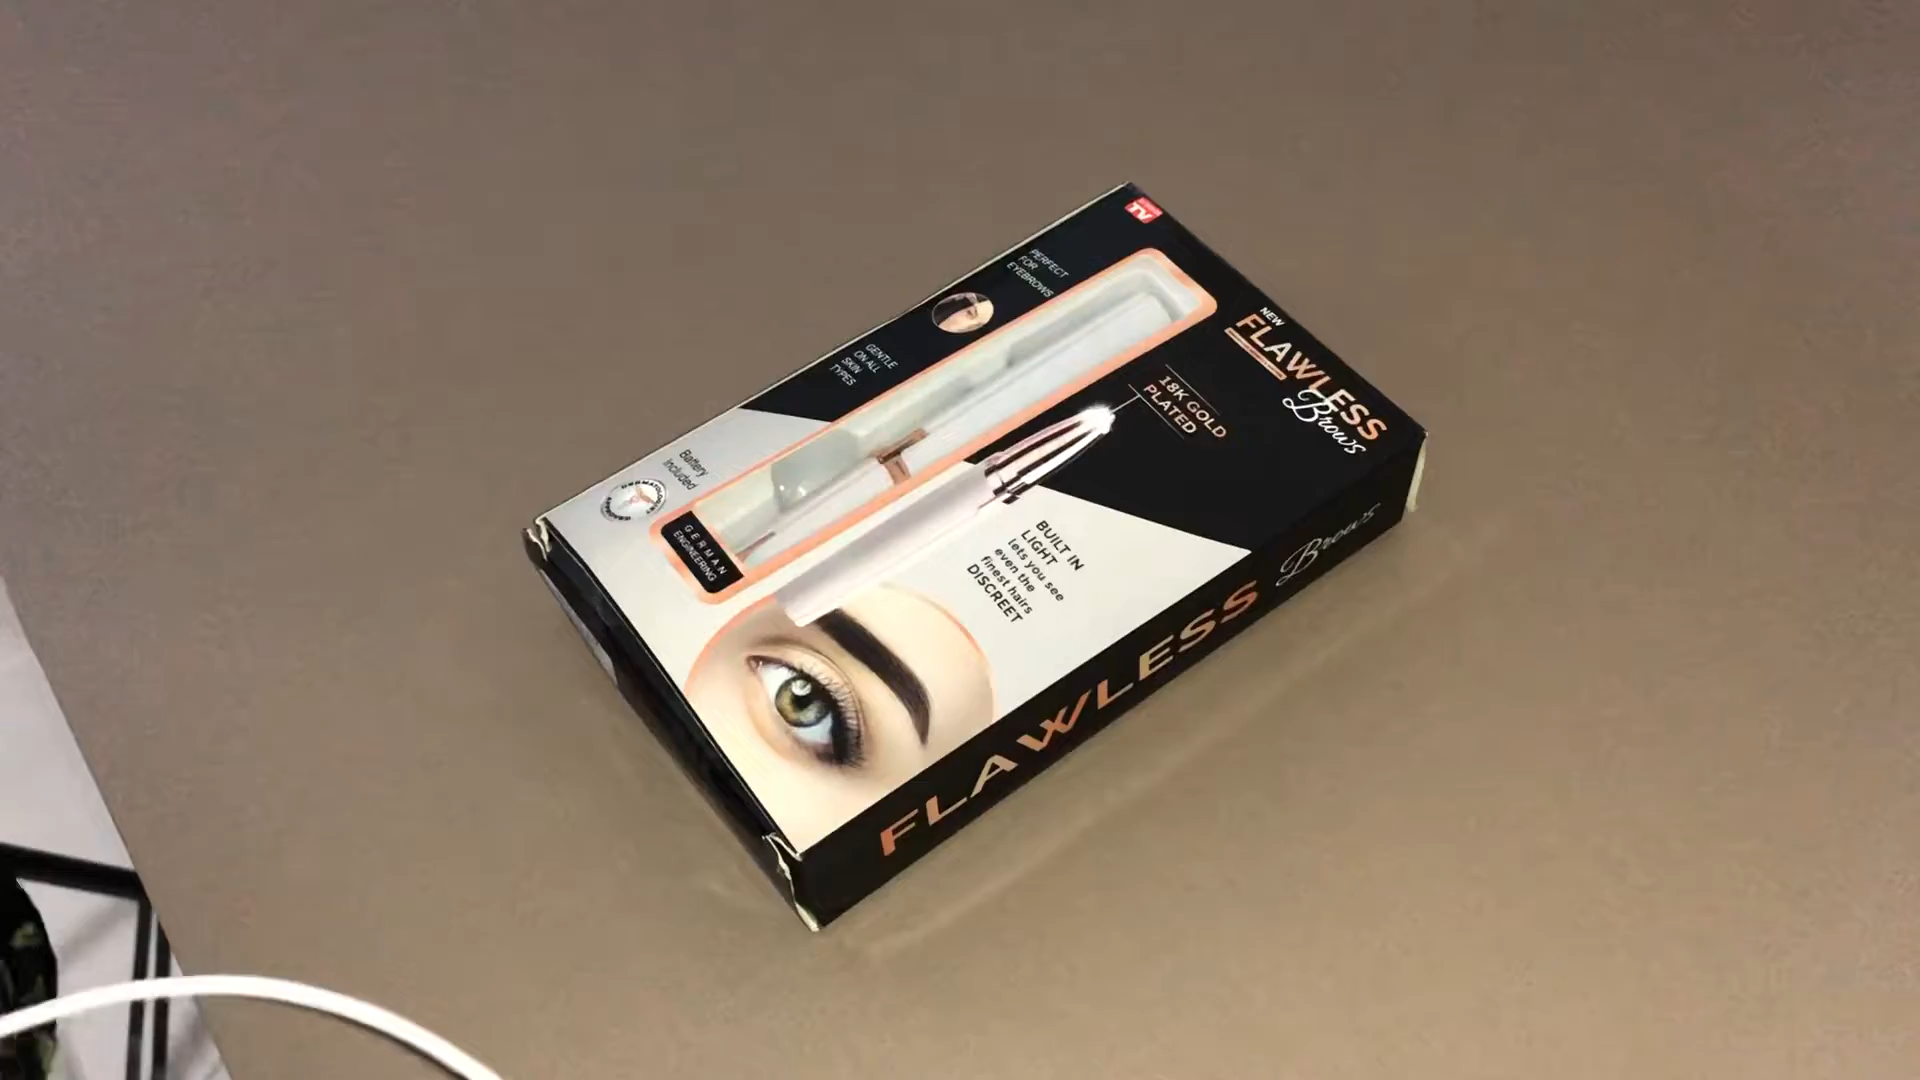 TV
PERFECT
FOR
EYEBROWS
GENTLE
ON ALL
SKIN
TYPES
Battery
Included
GERMAN
ENGINEERING
NEW
FLAWLESS
Brows
18K GOLD
PLATED
BUILT IN
LIGHT
lets you see
even the
finest hairs
DISCREET
FLAWLESS Brows